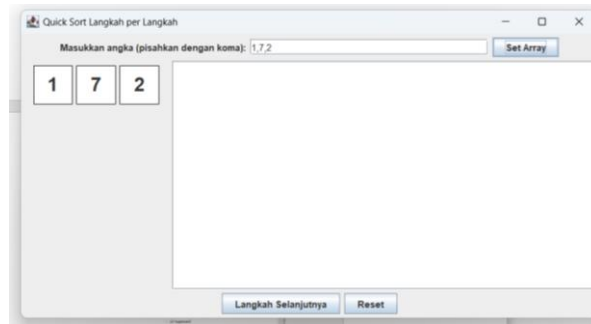 Quick Sort Langkah per Langkah
Masukkan angka (pisahkan dengan koma): 1,7,2 Set Array
1 7 2
Langkah Selanjutnya Reset